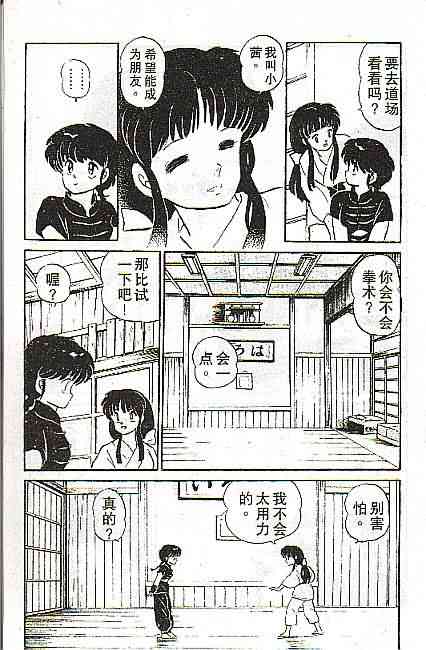 要去道场
看看吗？
我叫小
茜。
希望能成
为朋友。
……
……
你会不会
拳术？
会一
点。
那比试
一下吧
喔？
别害
怕。
我不会
太用力
的。
真的？